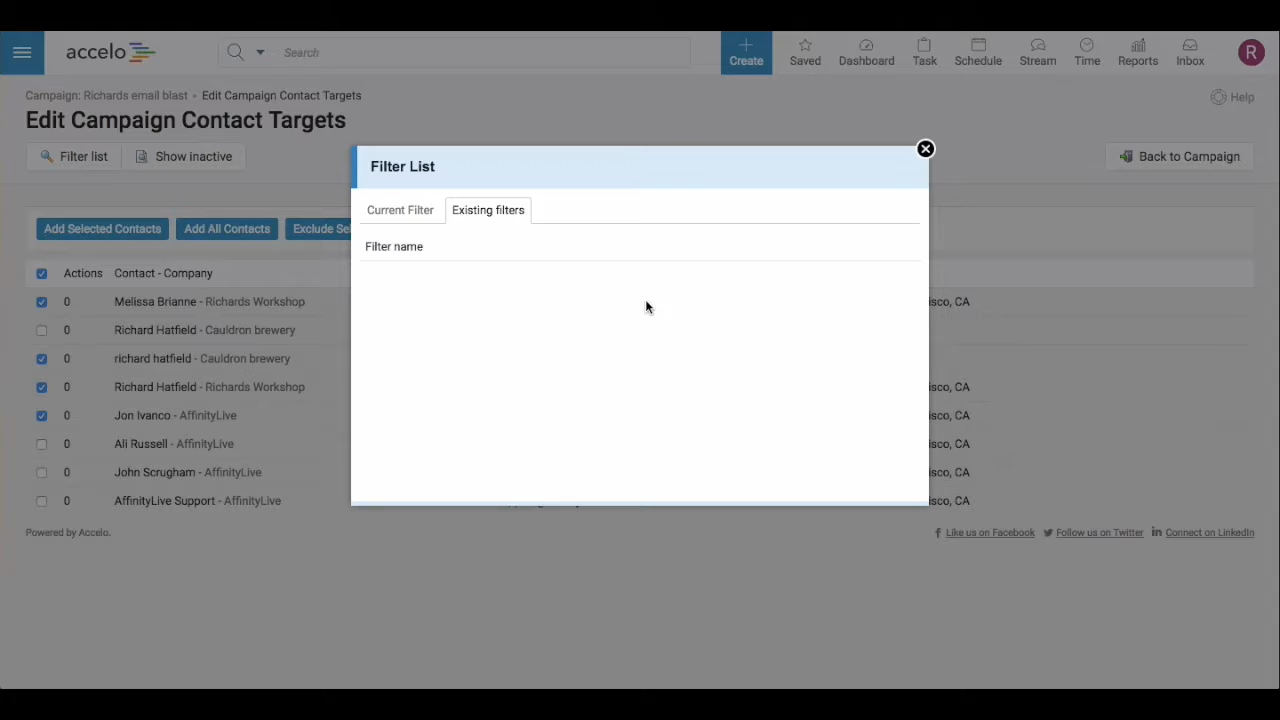 accelo
Search
Create
Saved
Dashboard
Task
Schedule
Stream
Time
Reports
Inbox
R
Campaign: Richards email blast • Edit Campaign Contact Targets
Help
Edit Campaign Contact Targets
Filter list
Show inactive
Back to Campaign
Filter List
Current Filter
Existing filters
Filter name
Add Selected Contacts
Add All Contacts
Exclude Se
Actions Contact - Company
0 Melissa Brianne - Richards Workshop isco, CA
0 Richard Hatfield - Cauldron brewery
0 richard hatfield - Cauldron brewery
0 Richard Hatfield - Richards Workshop isco, CA
0 Jon Ivanco - AffinityLive isco, CA
0 Ali Russell - AffinityLive isco, CA
0 John Scrugham - AffinityLive isco, CA
0 AffinityLive Support - AffinityLive isco, CA
Powered by Accelo.
f Like us on Facebook
Follow us on Twitter
in Connect on LinkedIn